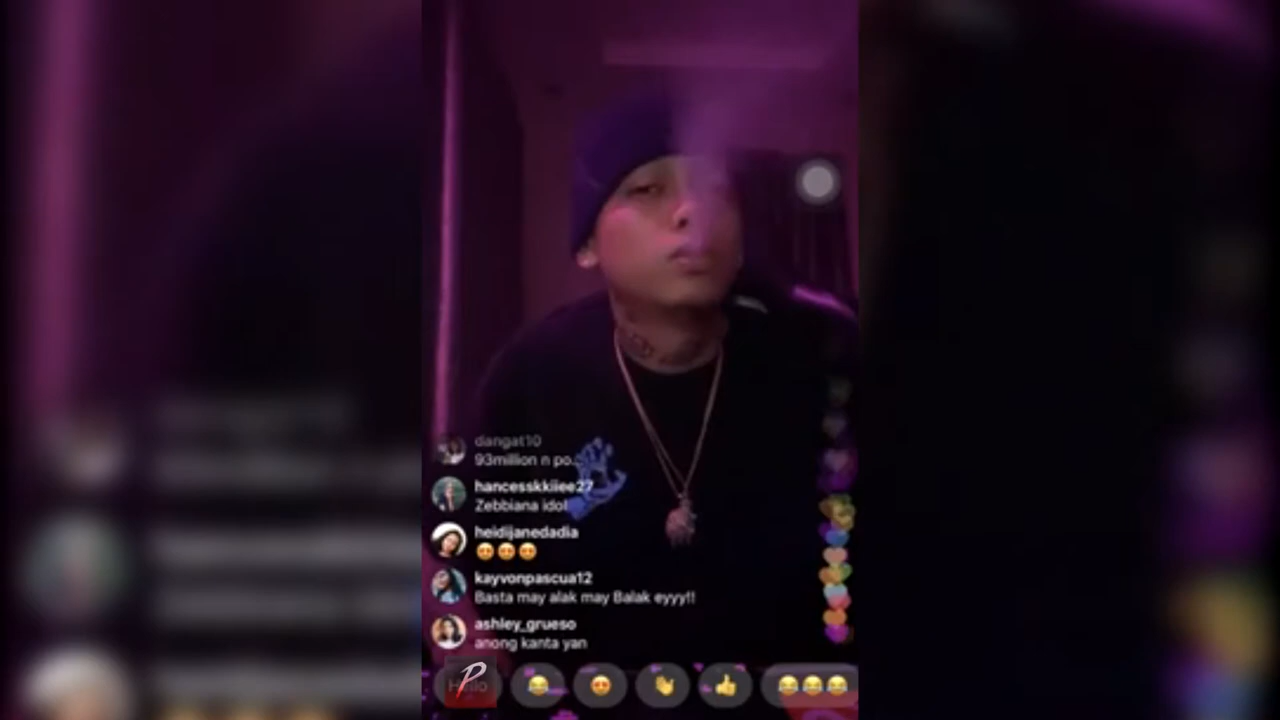 dangat10
93million n po..
hancesskkiiee27
Zebbiana idol
heidijanedadia
😍😍😍
kayvonpascua12
Basta may alak may Balak eyyy!!
ashley_grueso
anong kanta yan
P
😂 😍 👋 👍 😂😂😂